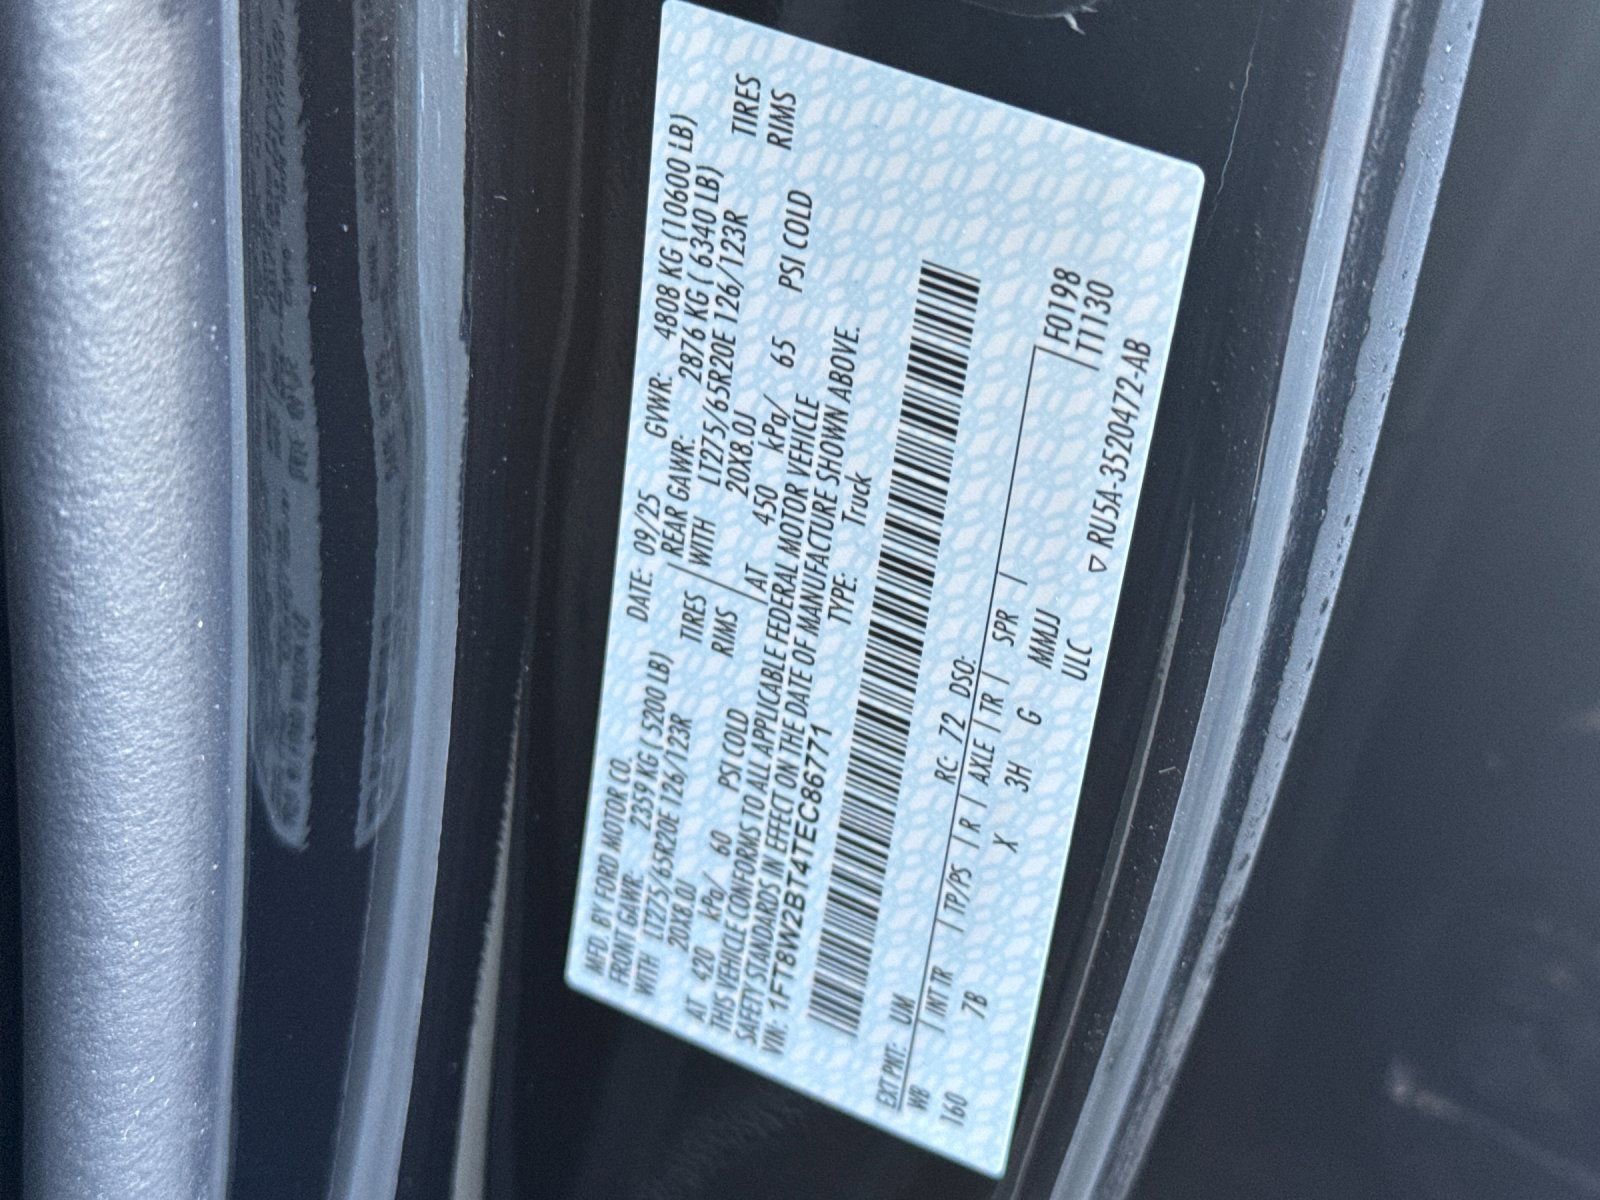 MFD. BY FORD MOTOR CO.
DATE: 09/25 GVWR: 4808 KG (10600 LB)
FRONT GAWR: 2359 KG ( 5200 LB) REAR GAWR: 2876 KG ( 6340 LB)
WITH LT275/65R20E 126/123R TIRES WITH LT275/65R20E 126/123R TIRES
20X8.0J RIMS 20X8.0J RIMS
AT 420 kPa/ 60 PSI COLD AT 450 kPa/ 65 PSI COLD
THIS VEHICLE CONFORMS TO ALL APPLICABLE FEDERAL MOTOR VEHICLE
SAFETY STANDARDS IN EFFECT ON THE DATE OF MANUFACTURE SHOWN ABOVE.
VIN: 1FT8W2BT4TEC86771 TYPE: Truck
EXT PNT: UM RC: 72 DSO:
WB INT TR TP/PS R AXLE TR SPR F0198
160 7B X 3H G MMJJ T1130
ULC
▽ RU5A-3520472-AB